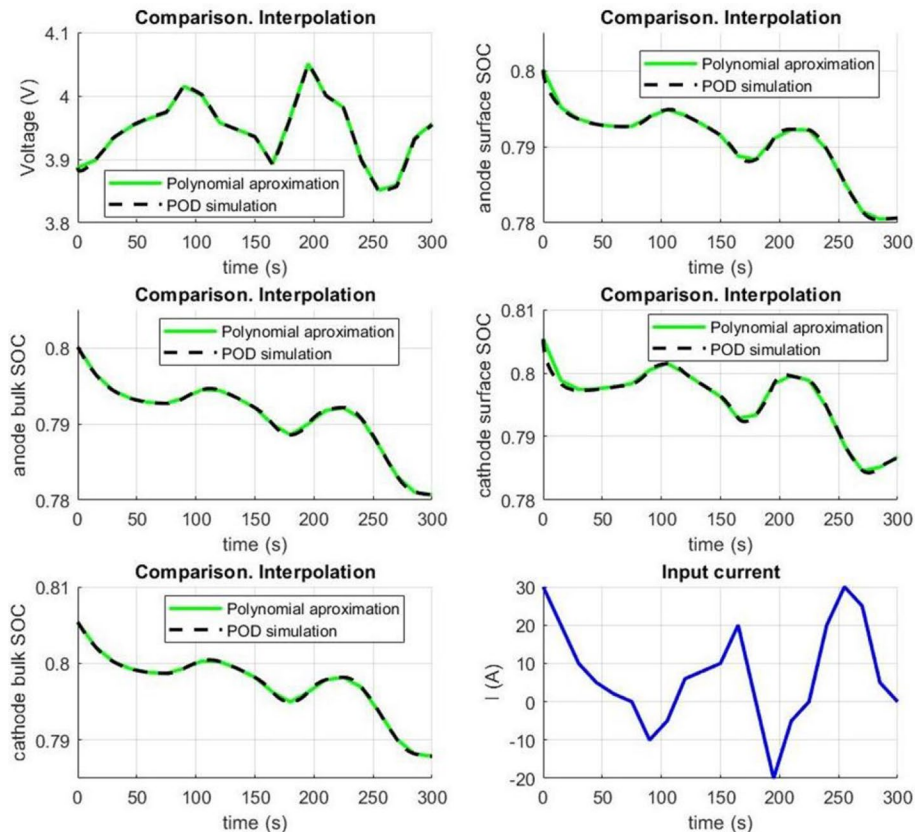 Comparison. Interpolation
4.1
4
3.9
3.8
Voltage (V)
Polynomial aproximation
POD simulation
0 50 100 150 200 250 300
time (s)
Comparison. Interpolation
0.8
0.79
0.78
anode surface SOC
Polynomial aproximation
POD simulation
0 50 100 150 200 250 300
time (s)
Comparison. Interpolation
0.8
0.79
0.78
anode bulk SOC
Polynomial aproximation
POD simulation
0 50 100 150 200 250 300
time (s)
Comparison. Interpolation
0.81
0.8
0.79
0.78
cathode surface SOC
Polynomial aproximation
POD simulation
0 50 100 150 200 250 300
time (s)
Comparison. Interpolation
0.81
0.8
0.79
cathode bulk SOC
Polynomial aproximation
POD simulation
0 50 100 150 200 250 300
time (s)
Input current
30
20
10
0
-10
-20
I (A)
0 50 100 150 200 250 300
time (s)